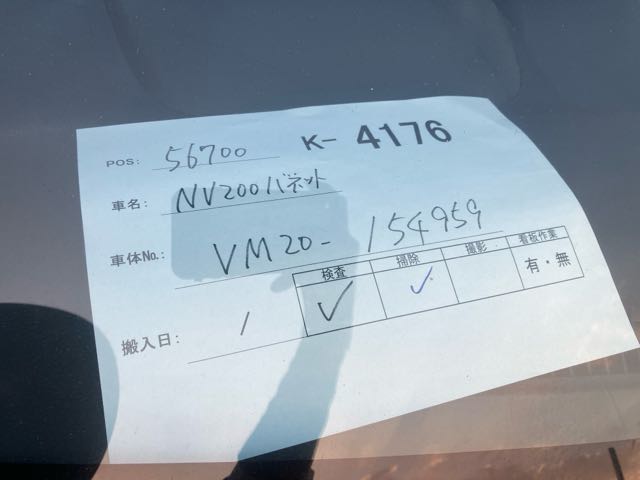 POS: 56700 K-4176
車名: NV200バネット
車体No.: VM20-154959
検査 掃除 撮影 看板作業
✓ ✓ 有・無
搬入日: /